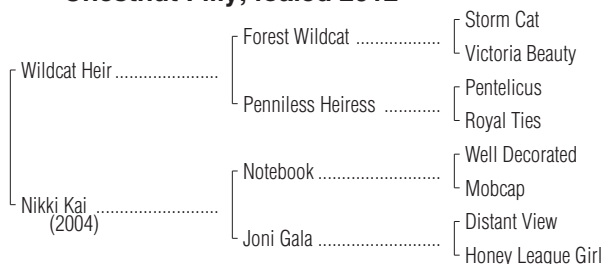 Chestnut Filly; foaled 2012
Storm Cat
Forest Wildcat ..................
Victoria Beauty
Wildcat Heir ......................
Pentelicus
Penniless Heiress ..................
Royal Ties
Well Decorated
Notebook ..........................
Mobcap
Nikki Kai ..........................
(2004)
Distant View
Joni Gala ..........................
Honey League Girl